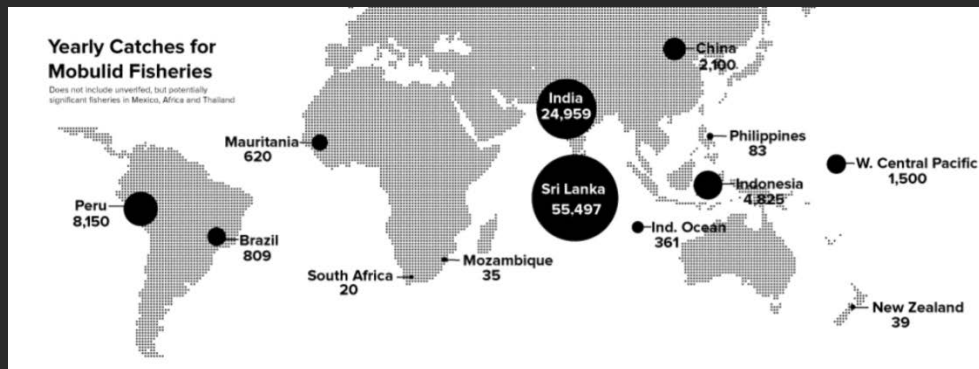 Yearly Catches for
Mobulid Fisheries
Does not include unverifed, but potentially
significant fisheries in Mexico, Africa and Thailand
China
2,100
India
24,959
Mauritania
620
Philippines
83
W. Central Pacific
1,500
Sri Lanka
55,497
Indonesia
4,825
Peru
8,150
Brazil
809
Ind. Ocean
361
Mozambique
35
South Africa
20
New Zealand
39